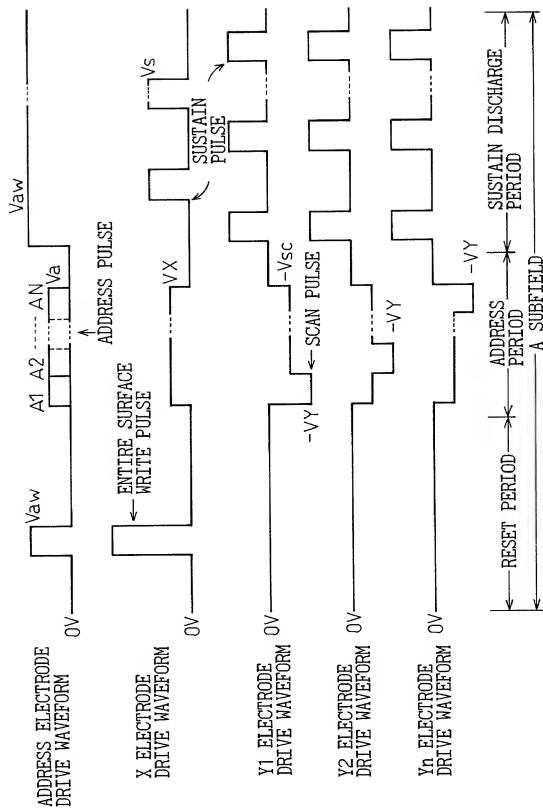 ADDRESS ELECTRODE
DRIVE WAVEFORM
0V
Vaw
A1 A2 ------ AN
Va
ADDRESS PULSE
Vaw
X ELECTRODE
DRIVE WAVEFORM
0V
ENTIRE SURFACE
WRITE PULSE
VX
SUSTAIN
PULSE
Vs
Y1 ELECTRODE
DRIVE WAVEFORM
0V
-VY
SCAN PULSE
-Vsc
Y2 ELECTRODE
DRIVE WAVEFORM
0V
-VY
Yn ELECTRODE
DRIVE WAVEFORM
0V
-VY
RESET PERIOD
ADDRESS
PERIOD
SUSTAIN DISCHARGE
PERIOD
A SUBFIELD